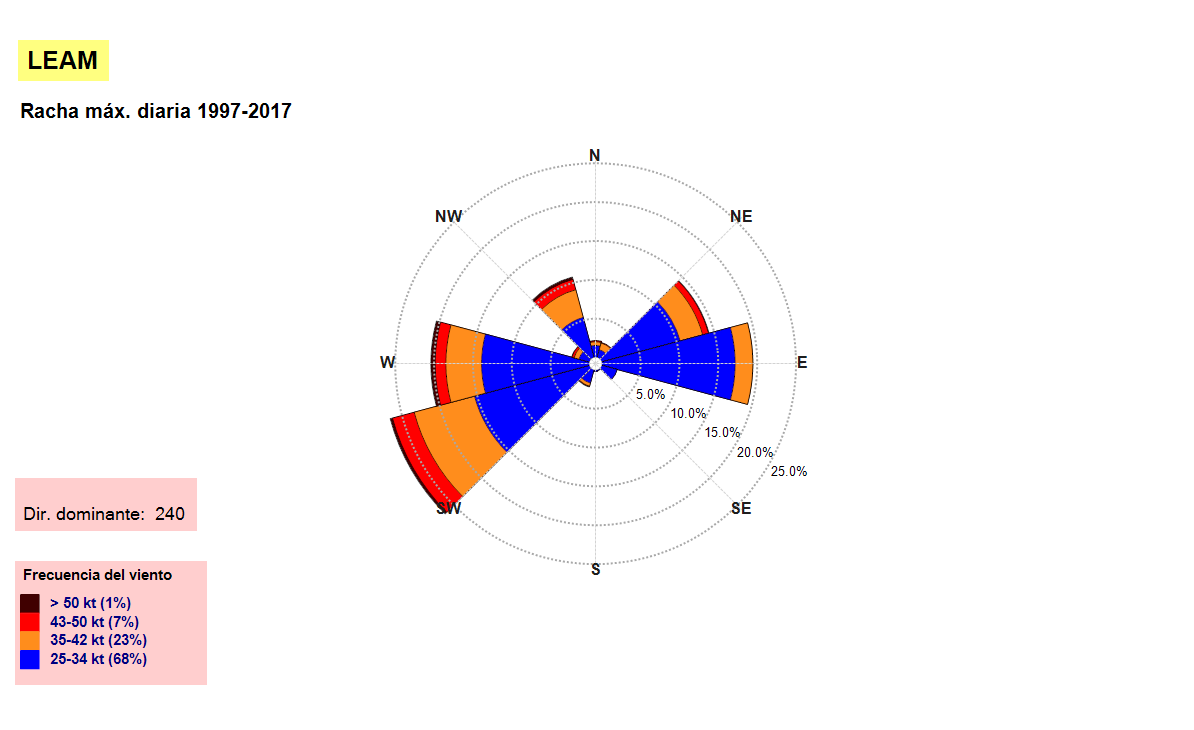 LEAM
Racha máx. diaria 1997-2017
N
NW
NE
W
E
5.0%
10.0%
15.0%
20.0%
25.0%
SW
SE
S
Dir. dominante: 240
Frecuencia del viento
> 50 kt (1%)
43-50 kt (7%)
35-42 kt (23%)
25-34 kt (68%)